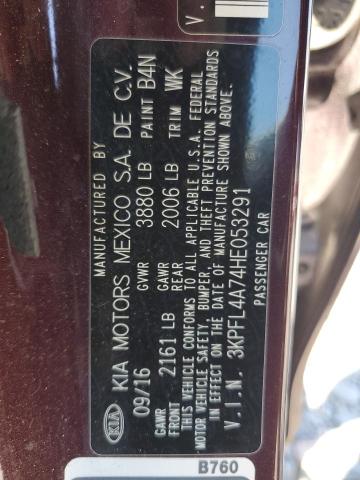 MANUFACTURED BY
KIA KIA MOTORS MEXICO S.A. DE C.V.
09/16 GVWR 3880 LB PAINT B4N
GAWR FRONT 2161 LB GAWR REAR 2006 LB TRIM WK
THIS VEHICLE CONFORMS TO ALL APPLICABLE U.S.A. FEDERAL
MOTOR VEHICLE SAFETY, BUMPER, AND THEFT PREVENTION STANDARDS
IN EFFECT ON THE DATE OF MANUFACTURE SHOWN ABOVE.
V.I.N. 3KPFL4A74HE053291
PASSENGER CAR
B760
V.